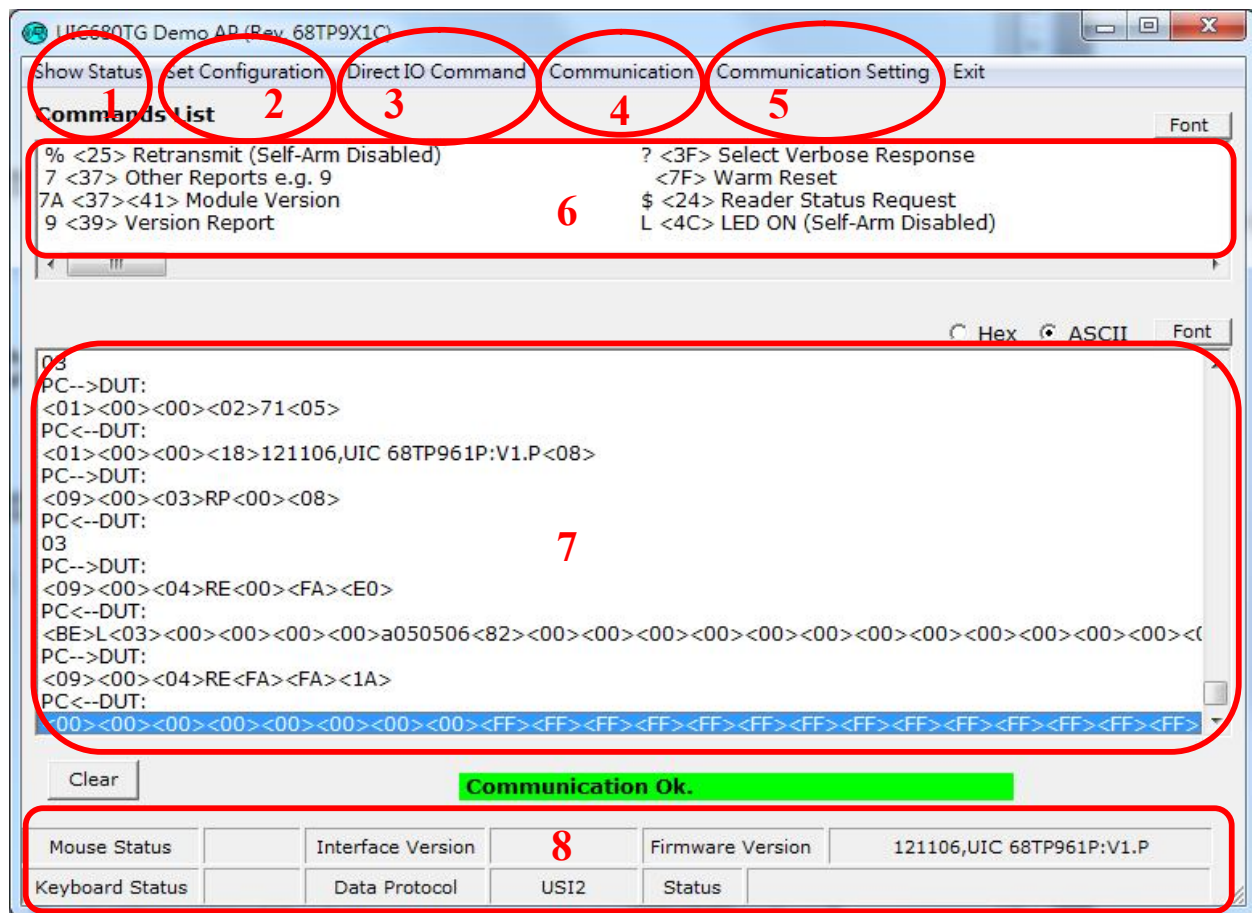 UIC680TG Demo AP (Rev. 68TP9X1C)
Show Status Set Configuration Direct IO Command Communication Communication Setting Exit
1 2 3 4 5
Commands List
Font
% <25> Retransmit (Self-Arm Disabled) ? <3F> Select Verbose Response
7 <37> Other Reports e.g. 9 <7F> Warm Reset
7A <37><41> Module Version $ <24> Reader Status Request
9 <39> Version Report L <4C> LED ON (Self-Arm Disabled)
6
Hex ASCII Font
03
PC-->DUT:
<01><00><00><02>71<05>
PC<--DUT:
<01><00><00><18>121106,UIC 68TP961P:V1.P<08>
PC-->DUT:
<09><00><03>RP<00><08>
PC<--DUT:
03
7
PC-->DUT:
<09><00><04>RE<00><FA><E0>
PC<--DUT:
<BE>L<03><00><00><00><00>a050506<82><00><00><00><00><00><00><00><00><00><00><00><00><
PC-->DUT:
<09><00><04>RE<FA><FA><1A>
PC<--DUT:
<00><00><00><00><00><00><00><00><FF><FF><FF><FF><FF><FF><FF><FF><FF><FF><FF><FF><FF>
Clear
Communication Ok.
Mouse Status Interface Version 8 Firmware Version 121106,UIC 68TP961P:V1.P
Keyboard Status Data Protocol USI2 Status